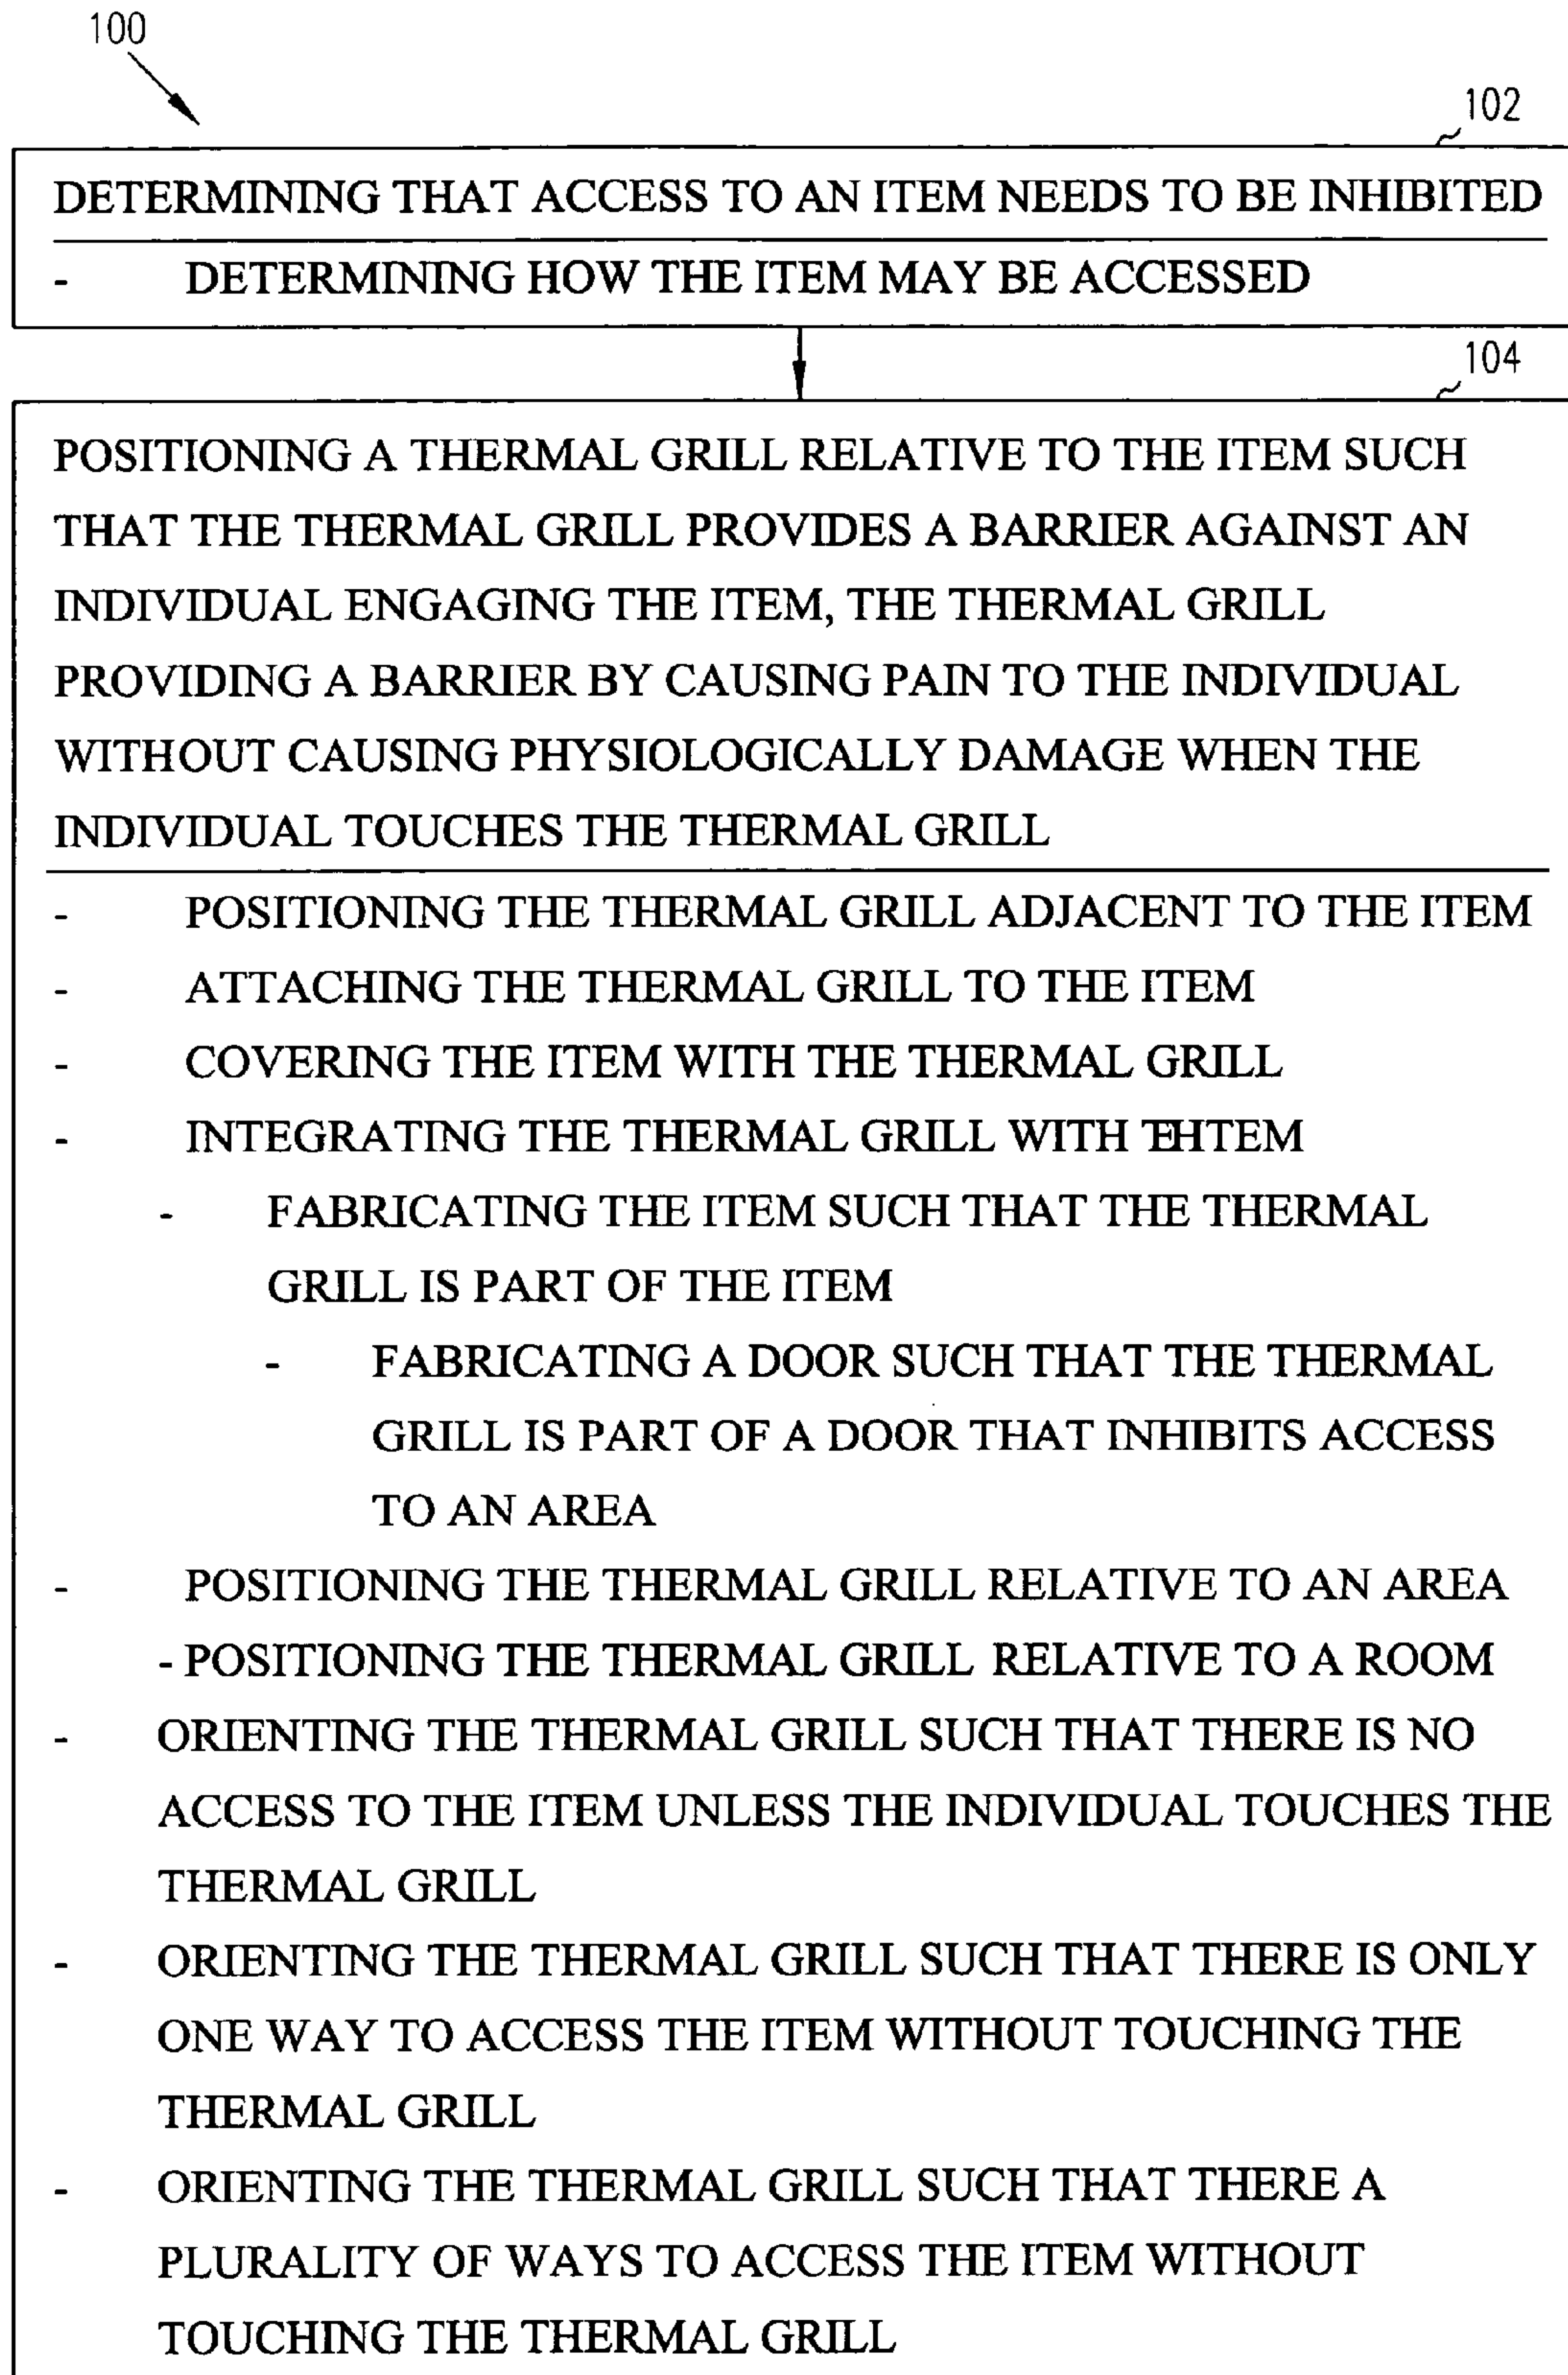 100
102
DETERMINING THAT ACCESS TO AN ITEM NEEDS TO BE INHIBITED
- DETERMINING HOW THE ITEM MAY BE ACCESSED
104
POSITIONING A THERMAL GRILL RELATIVE TO THE ITEM SUCH
THAT THE THERMAL GRILL PROVIDES A BARRIER AGAINST AN
INDIVIDUAL ENGAGING THE ITEM, THE THERMAL GRILL
PROVIDING A BARRIER BY CAUSING PAIN TO THE INDIVIDUAL
WITHOUT CAUSING PHYSIOLOGICALLY DAMAGE WHEN THE
INDIVIDUAL TOUCHES THE THERMAL GRILL
- POSITIONING THE THERMAL GRILL ADJACENT TO THE ITEM
- ATTACHING THE THERMAL GRILL TO THE ITEM
- COVERING THE ITEM WITH THE THERMAL GRILL
- INTEGRATING THE THERMAL GRILL WITH
- FABRICATING THE ITEM SUCH THAT THE THERMAL
GRILL IS PART OF THE ITEM
- FABRICATING A DOOR SUCH THAT THE THERMAL
GRILL IS PART OF A DOOR THAT INHIBITS ACCESS
TO AN AREA
- POSITIONING THE THERMAL GRILL RELATIVE TO AN AREA
- POSITIONING THE THERMAL GRILL RELATIVE TO A ROOM
- ORIENTING THE THERMAL GRILL SUCH THAT THERE IS NO
ACCESS TO THE ITEM UNLESS THE INDIVIDUAL TOUCHES THE
THERMAL GRILL
- ORIENTING THE THERMAL GRILL SUCH THAT THERE IS ONLY
ONE WAY TO ACCESS THE ITEM WITHOUT TOUCHING THE
THERMAL GRILL
- ORIENTING THE THERMAL GRILL SUCH THAT THERE A
PLURALITY OF WAYS TO ACCESS THE ITEM WITHOUT
TOUCHING THE THERMAL GRILL